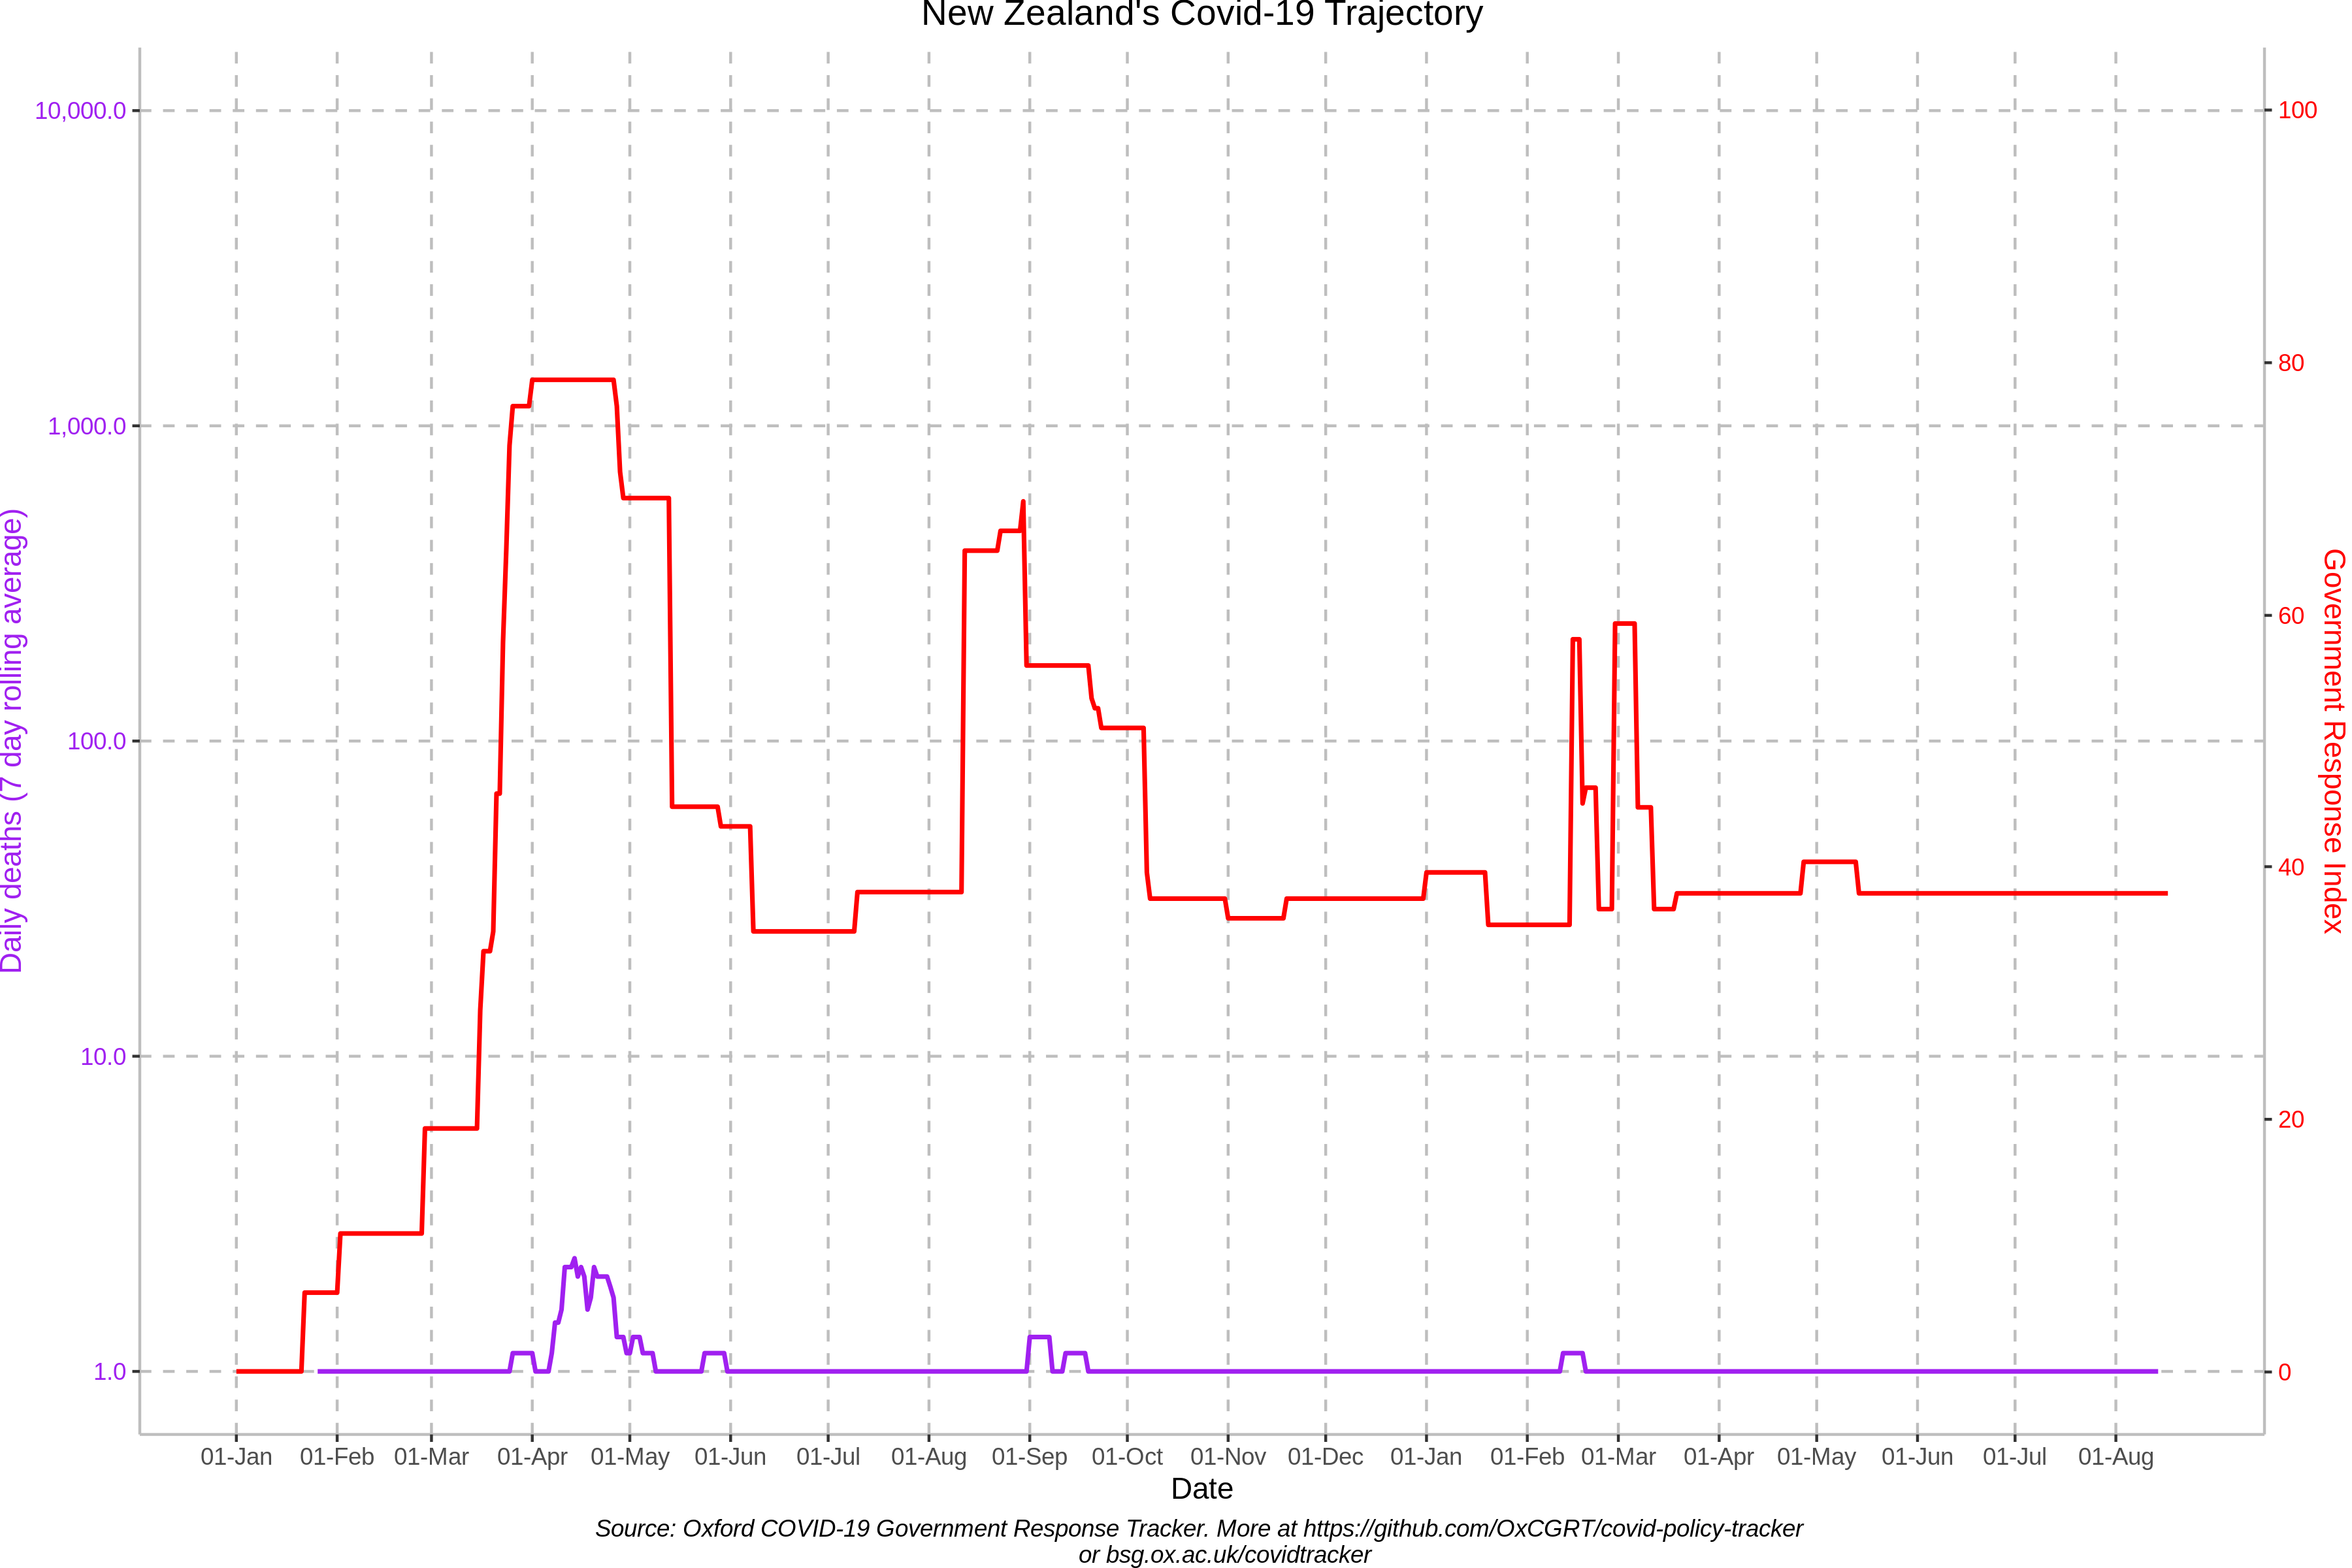 New Zealand's Covid-19 Trajectory
10,000.0
1,000.0
100.0
10.0
1.0
Daily deaths (7 day rolling average)
100
80
60
40
20
0
Government Response Index
01-Jan 01-Feb 01-Mar 01-Apr 01-May 01-Jun 01-Jul 01-Aug 01-Sep 01-Oct 01-Nov 01-Dec 01-Jan 01-Feb 01-Mar 01-Apr 01-May 01-Jun 01-Jul 01-Aug
Date
Source: Oxford COVID-19 Government Response Tracker. More at https://github.com/OxCGRT/covid-policy-tracker
or bsg.ox.ac.uk/covidtracker